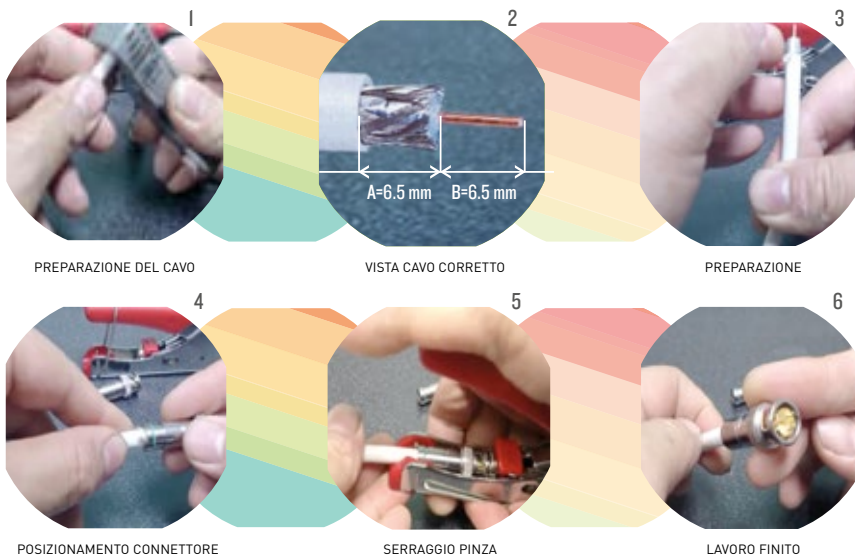 1
2
3
A=6.5 mm
B=6.5 mm
PREPARAZIONE DEL CAVO
VISTA CAVO CORRETTO
PREPARAZIONE
4
5
6
POSIZIONAMENTO CONNETTORE
SERRAGGIO PINZA
LAVORO FINITO